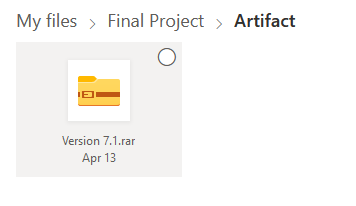 My files > Final Project > Artifact
Version 7.1.rar
Apr 13